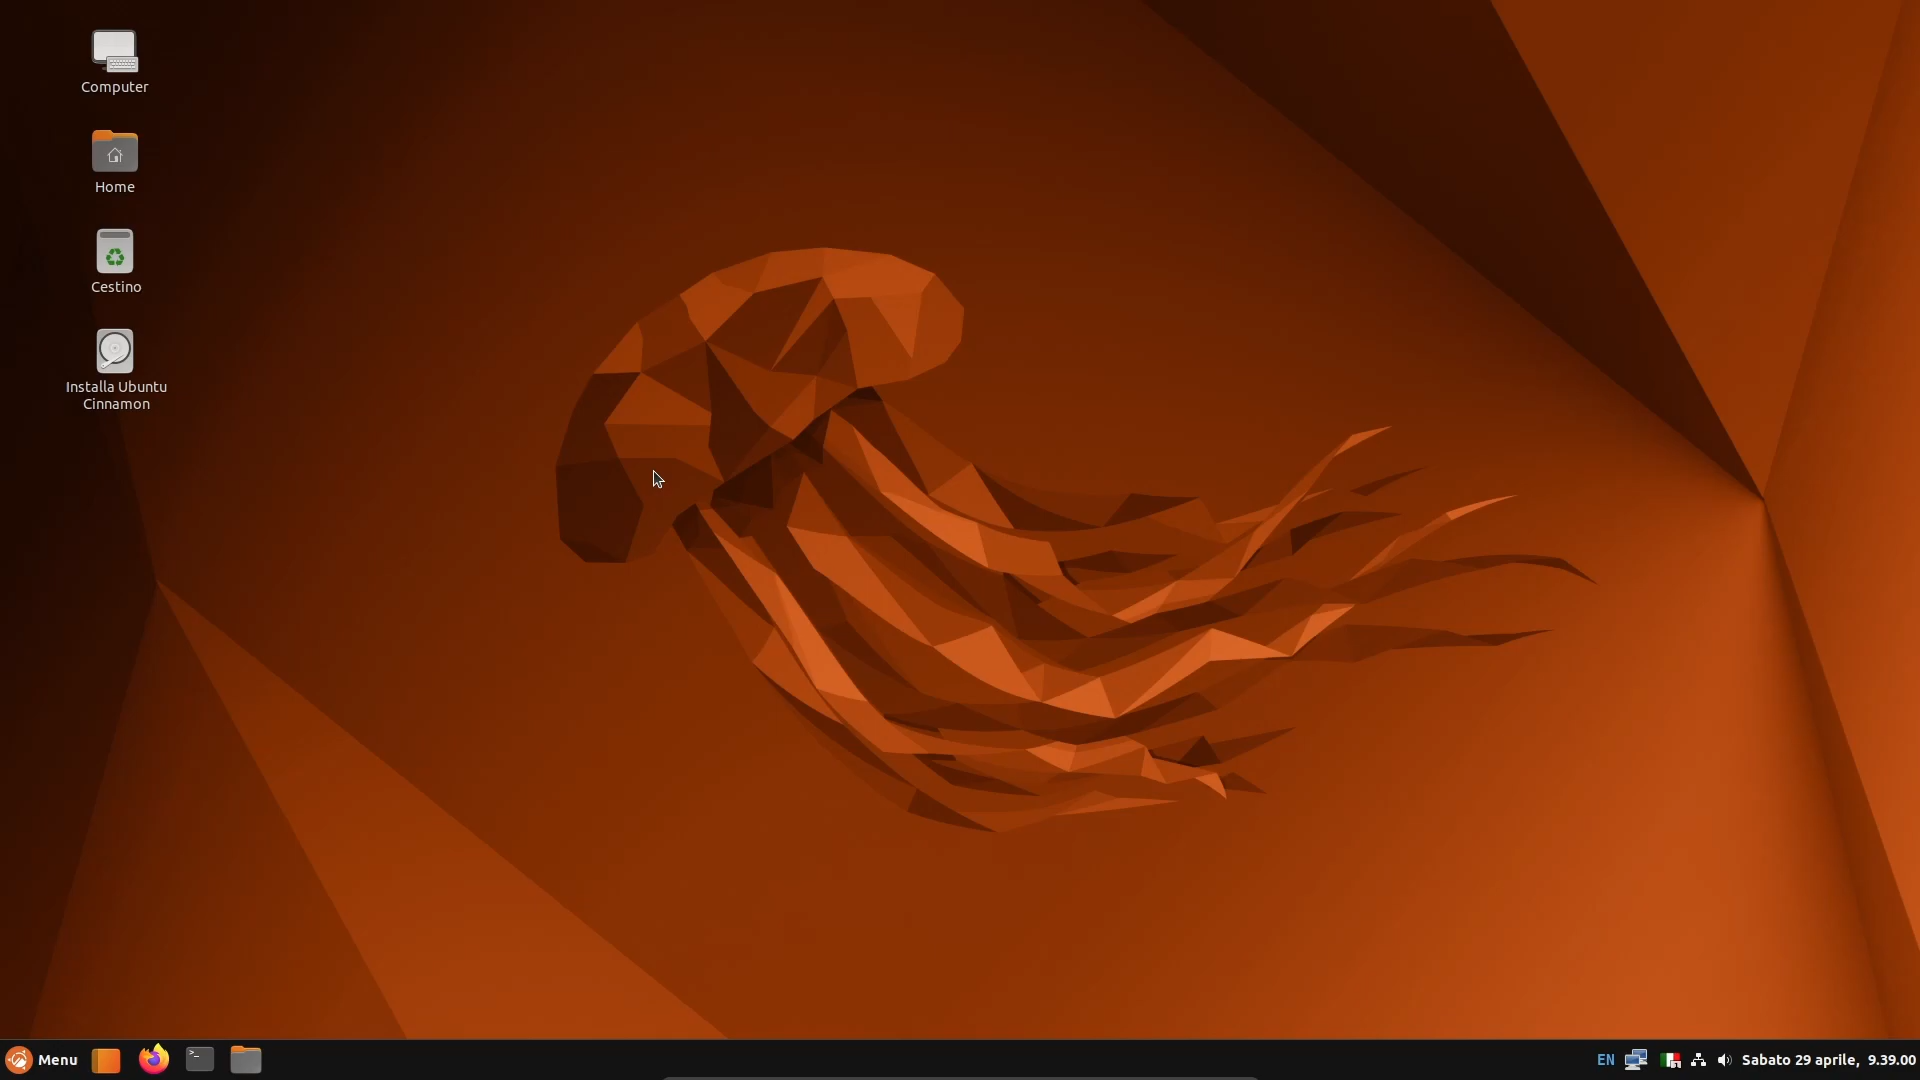 Computer
Home
Cestino
Installa Ubuntu
Cinnamon
Menu
EN
Sabato 29 aprile, 9.39.00